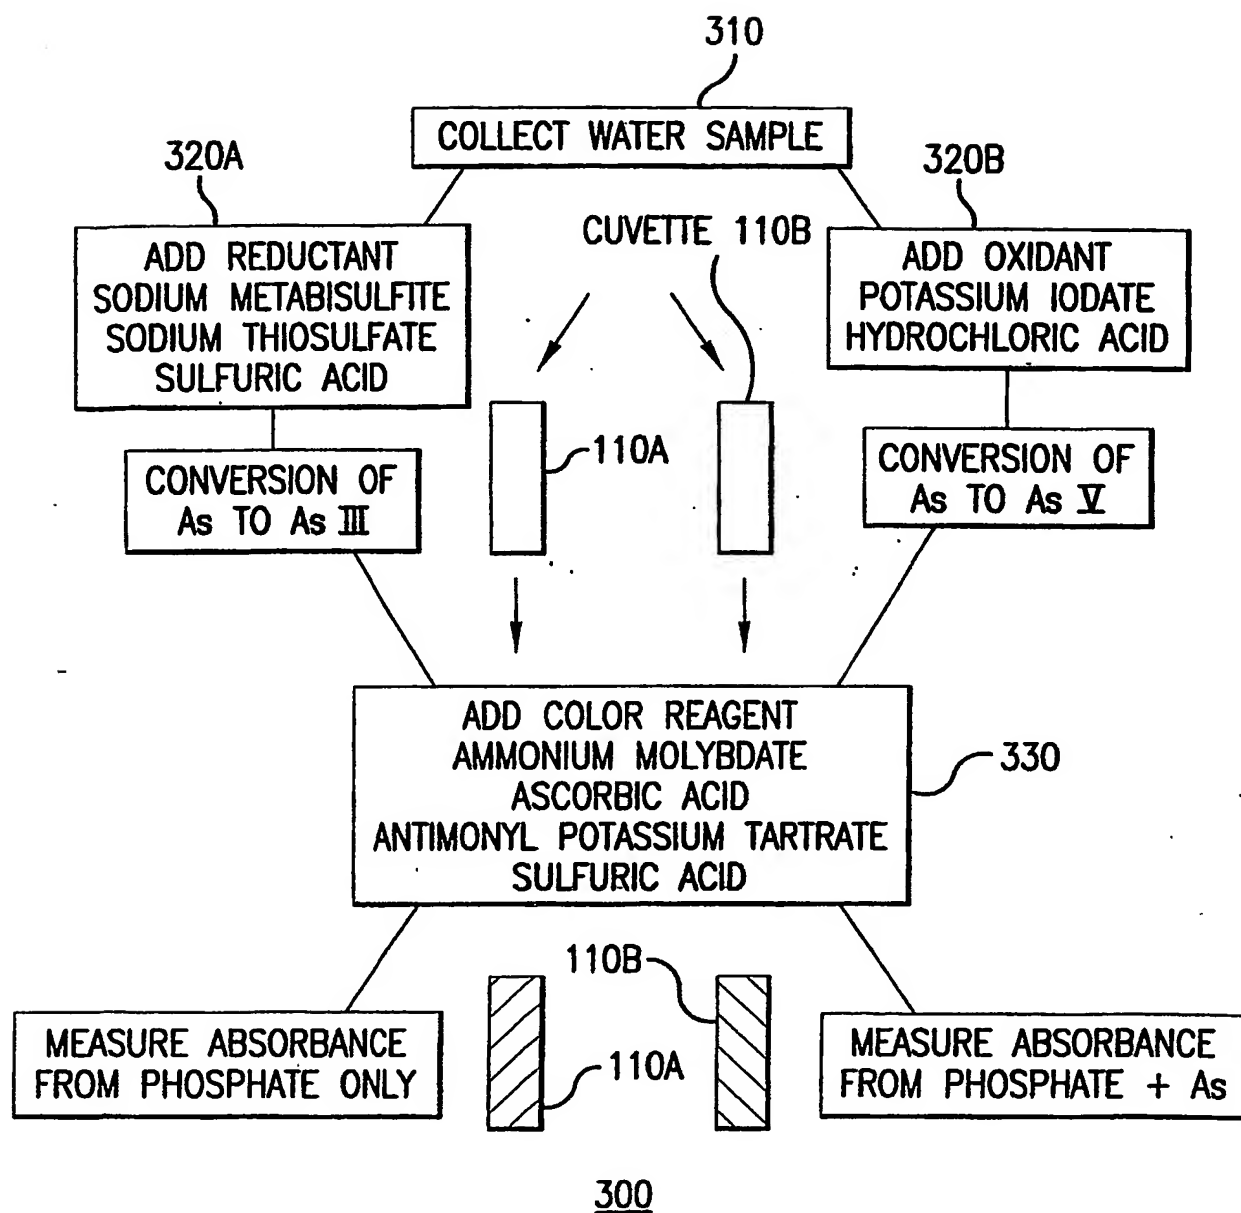 310
COLLECT WATER SAMPLE
320A
320B
ADD REDUCTANT
SODIUM METABISULFITE
SODIUM THIOSULFATE
SULFURIC ACID
CUVETTE 110B
ADD OXIDANT
POTASSIUM IODATE
HYDROCHLORIC ACID
110A
CONVERSION OF
As TO As III
CONVERSION OF
As TO As V
ADD COLOR REAGENT
AMMONIUM MOLYBDATE
ASCORBIC ACID
ANTIMONYL POTASSIUM TARTRATE
SULFURIC ACID
330
110B
MEASURE ABSORBANCE
FROM PHOSPHATE ONLY
110A
MEASURE ABSORBANCE
FROM PHOSPHATE + As
300